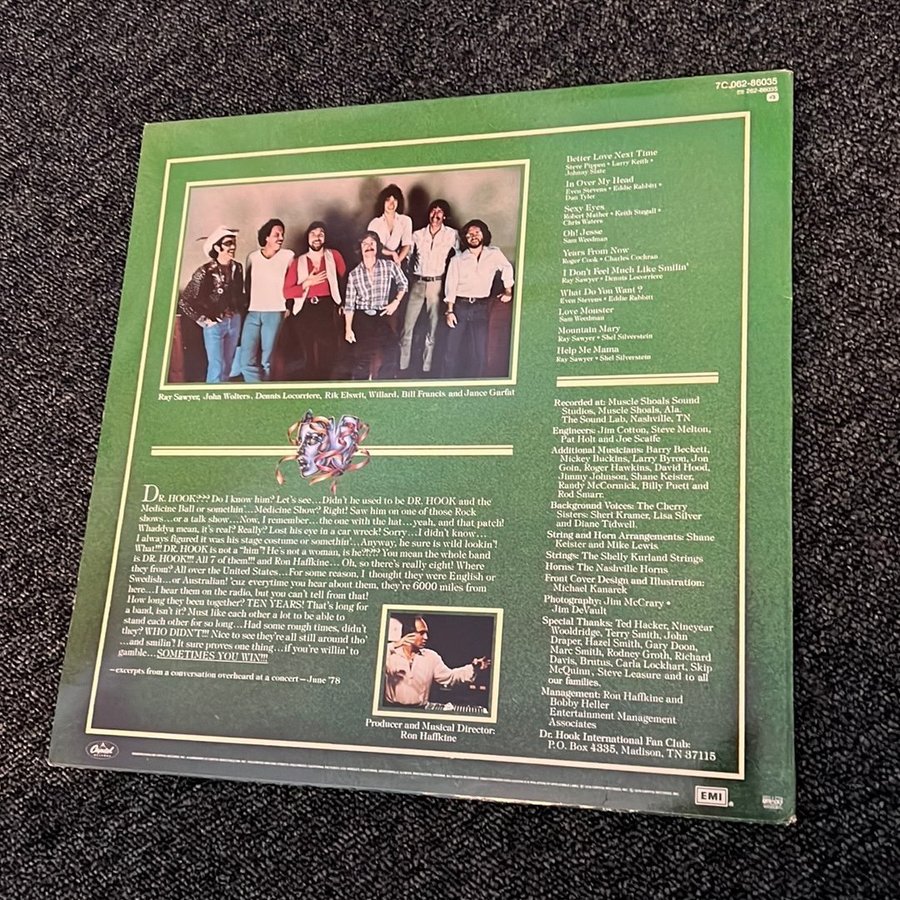 7C 062-86035
262-86035
Better Love Next Time
Steve Pippen • Larry Keith •
Johnny Slate
In Over My Head
Even Stevens • Eddie Rabbitt •
Dan Tyler
Sexy Eyes
Robert Mather • Keith Stegall •
Chris Waters
Oh! Jesse
Sam Weedman
Years From Now
Roger Cook • Charles Cochran
I Don't Feel Much Like Smilin'
Ray Sawyer • Dennis Locorriere
What Do You Want ?
Even Stevens • Eddie Rabbitt
Love Monster
Sam Weedman
Mountain Mary
Ray Sawyer • Shel Silverstein
Help Me Mama
Ray Sawyer • Shel Silverstein
Ray Sawyer, John Wolters, Dennis Locorriere, Rik Elswit, Willard, Bill Francis and Jance Garfat
DR. HOOK??? Do I know him? Let's see...Didn't he used to be DR. HOOK and the
Medicine Ball or somethin'...Medicine Show? Right! Saw him on one of those Rock
shows...or a talk show...Now, I remember...the one with the hat...yeah, and that patch!
Whaddya mean, it's real? Really? Lost his eye in a car wreck! Sorry...I didn't know...
I always figured it was his stage costume or somethin'...Anyway, he sure is wild lookin'!
What!!! DR. HOOK is not a "him"! He's not a woman, is he???? You mean the whole band
is DR. HOOK!!! All 7 of them!!! and Ron Haffkine... Oh, so there's really eight! Where
they from? All over the United States...For some reason, I thought they were English or
Swedish...or Australian! cuz everytime you hear about them, they're 6000 miles from
here...I hear them on the radio, but you can't tell from that!
How long they been together? TEN YEARS! That's long for
a band, isn't it? Must like each other a lot to be able to
stand each other for so long...Had some rough times, didn't
they? WHO DIDN'T!!! Nice to see they're all still around tho'
...and smilin'! It sure proves one thing...if you're willin' to
gamble...SOMETIMES YOU WIN!!!
—excerpts from a conversation overheard at a concert—June '78
Producer and Musical Director:
Ron Haffkine
Recorded at: Muscle Shoals Sound
Studios, Muscle Shoals, Ala.
The Sound Lab, Nashville, TN
Engineers: Jim Cotton, Steve Melton,
Pat Holt and Joe Scaife
Additional Musicians: Barry Beckett,
Mickey Buckins, Larry Byrom, Jon
Goin, Roger Hawkins, David Hood,
Jimmy Johnson, Shane Keister,
Randy McCormick, Billy Puett and
Rod Smarr.
Background Voices: The Cherry
Sisters: Sheri Kramer, Lisa Silver
and Diane Tidwell.
String and Horn Arrangements: Shane
Keister and Mike Lewis.
Strings: The Shelly Kurland Strings
Horns: The Nashville Horns
Front Cover Design and Illustration:
Michael Kanarek
Photography: Jim McCrary •
Jim DeVault
Special Thanks: Ted Hacker, Nineyear
Wooldridge, Terry Smith, John
Draper, Hazel Smith, Gary Doon,
Marc Smith, Rodney Groth, Richard
Davis, Brutus, Carla Lockhart, Skip
McQuinn, Steve Leasure and to all
our families.
Management: Ron Haffkine and
Bobby Heller
Entertainment Management
Associates
Dr. Hook International Fan Club:
P.O. Box 4335, Madison, TN 37115
Capitol
RECORDS
EMI